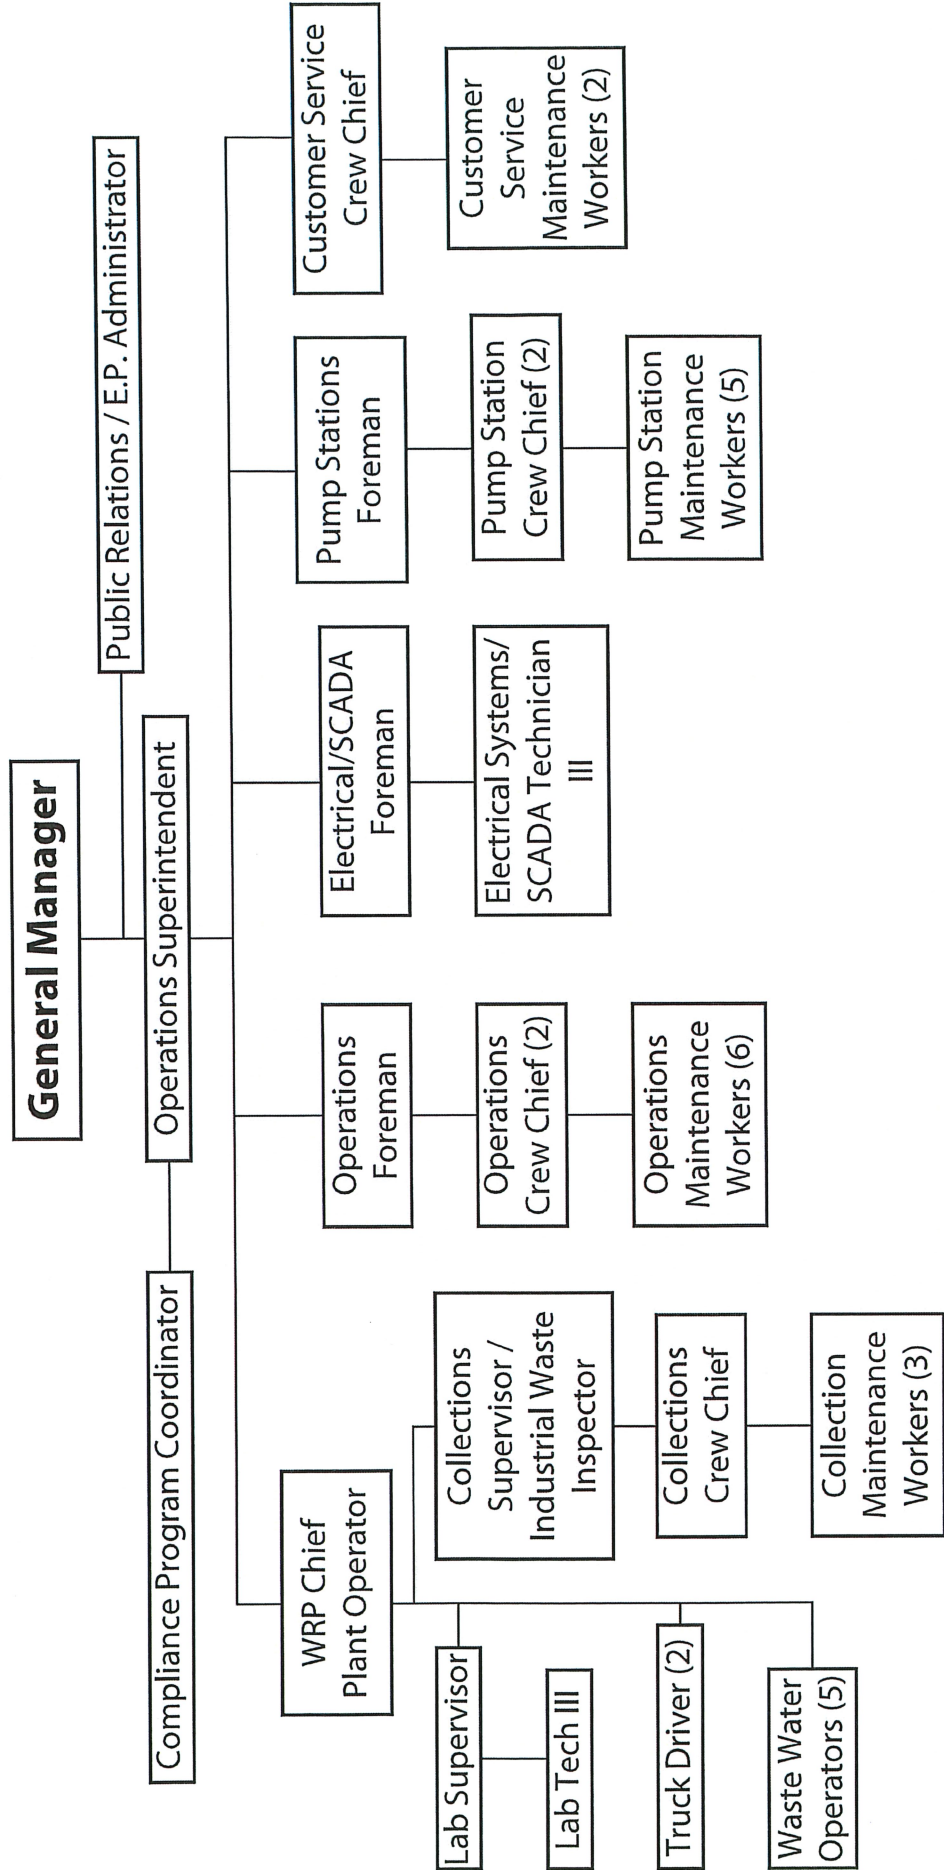 General Manager
Public Relations / E.P. Administrator
Operations Superintendent
Compliance Program Coordinator
WRP Chief
Plant Operator
Lab Supervisor
Lab Tech III
Truck Driver (2)
Waste Water
Operators (5)
Collections
Supervisor /
Industrial Waste
Inspector
Collections
Crew Chief
Collection
Maintenance
Workers (3)
Operations
Foreman
Operations
Crew Chief (2)
Operations
Maintenance
Workers (6)
Electrical/SCADA
Foreman
Electrical Systems/
SCADA Technician
III
Pump Stations
Foreman
Pump Station
Crew Chief (2)
Pump Station
Maintenance
Workers (5)
Customer Service
Crew Chief
Customer
Service
Maintenance
Workers (2)